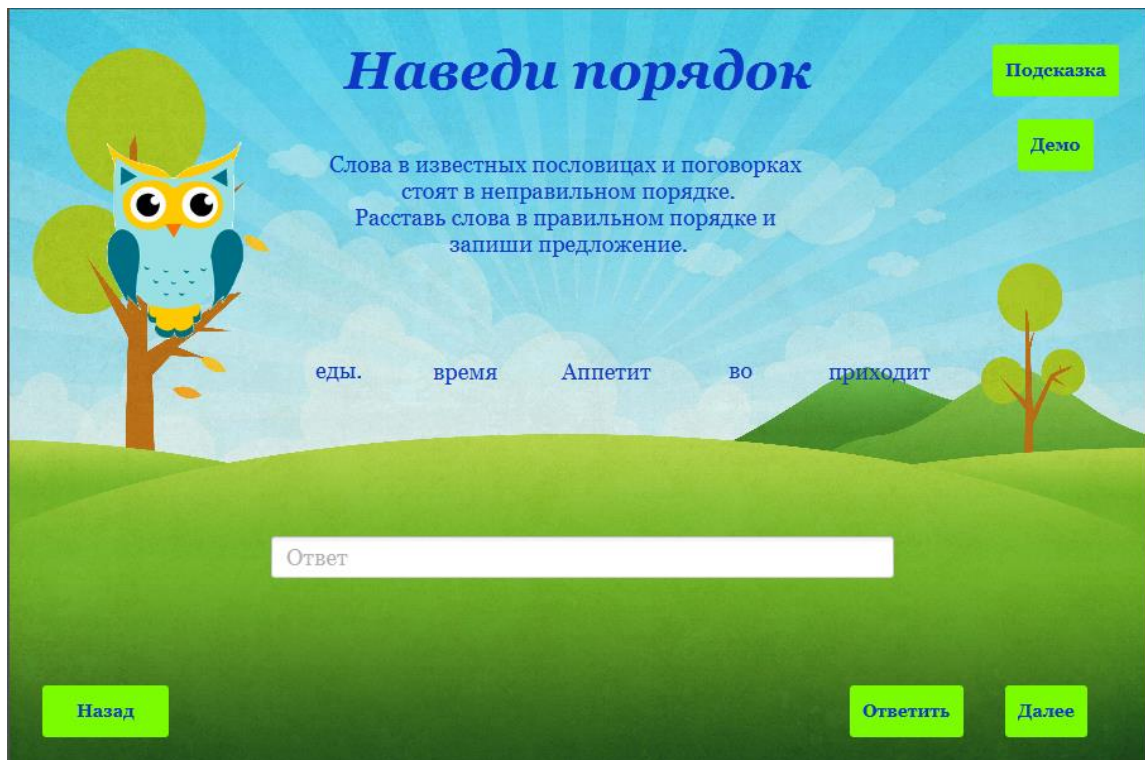 Наведи порядок
Подсказка
Демо
Слова в известных пословицах и поговорках
стоят в неправильном порядке.
Расставь слова в правильном порядке и
запиши предложение.
еды. время Аппетит во приходит
Ответ
Назад Ответить Далее